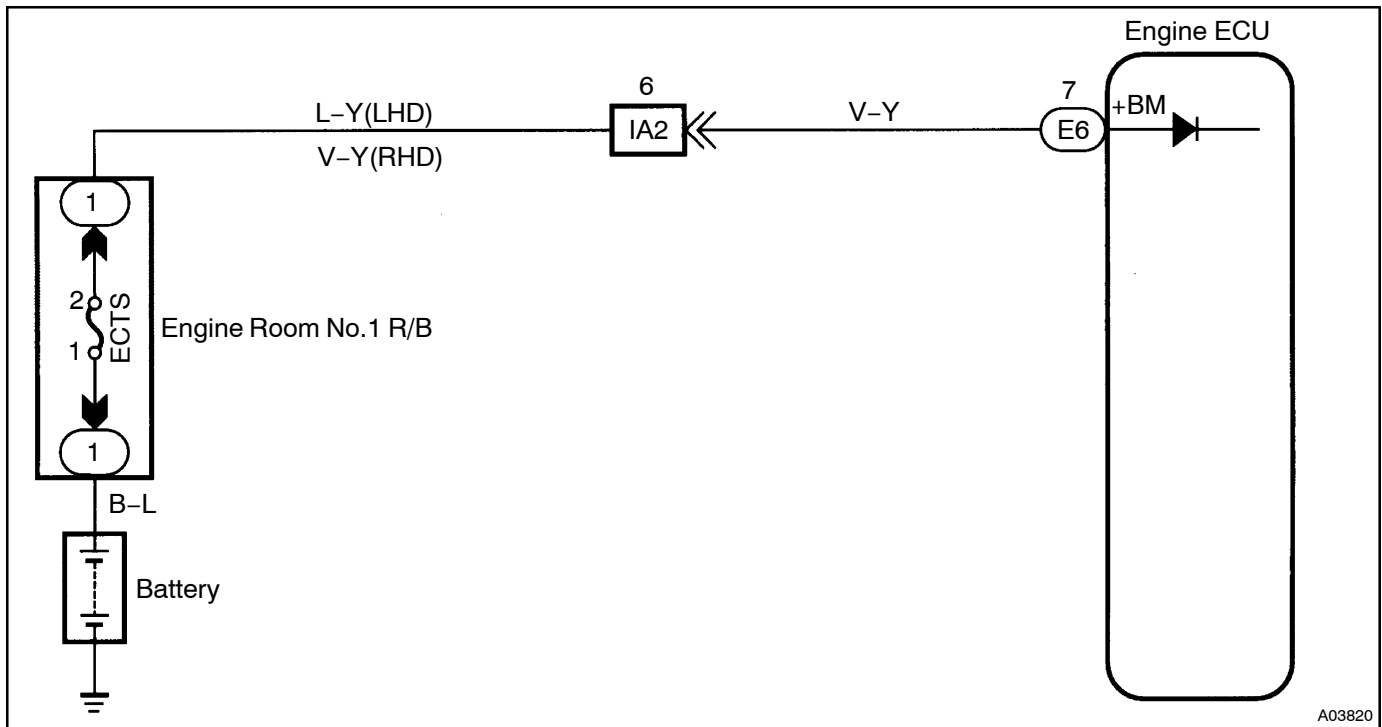 Engine ECU
6
7
L–Y(LHD)
V–Y
+BM
IA2
E6
V–Y(RHD)
1
2
ECTS
Engine Room No.1 R/B
1
1
B–L
Battery
A03820